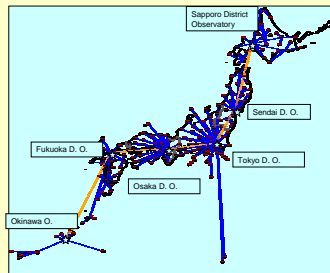 Sapporo District
Observatory
Sendai D. O.
Fukuoka D. O.
Tokyo D. O.
Osaka D. O.
Okinawa O.